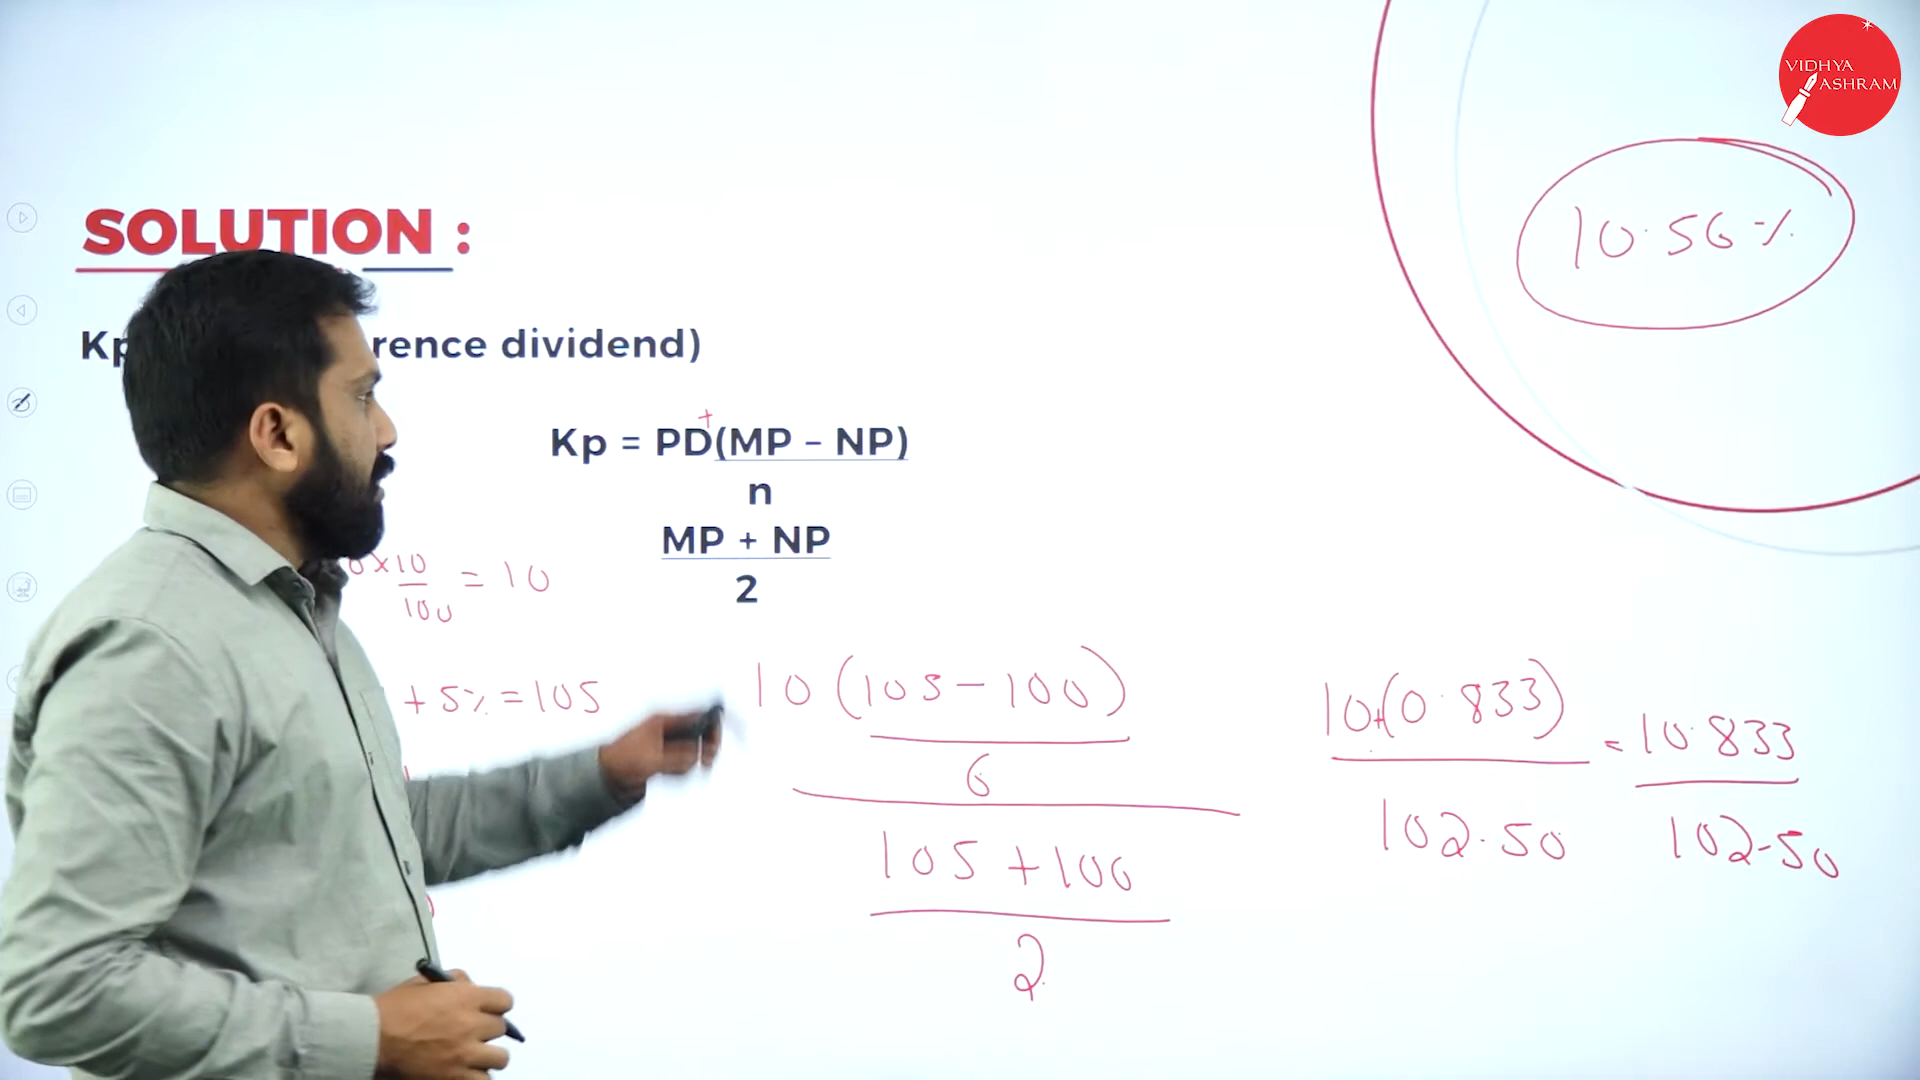 VIDHYA
ASHRAM
10.56%
SOLUTION :
rence dividend)
+
Kp = PD(MP – NP)
n
MP + NP
2
×10 = 10
100
+ 5% = 105
10 (105 – 100)
6
105 + 100
2
10+(0.833) = 10.833
102.50 102.50